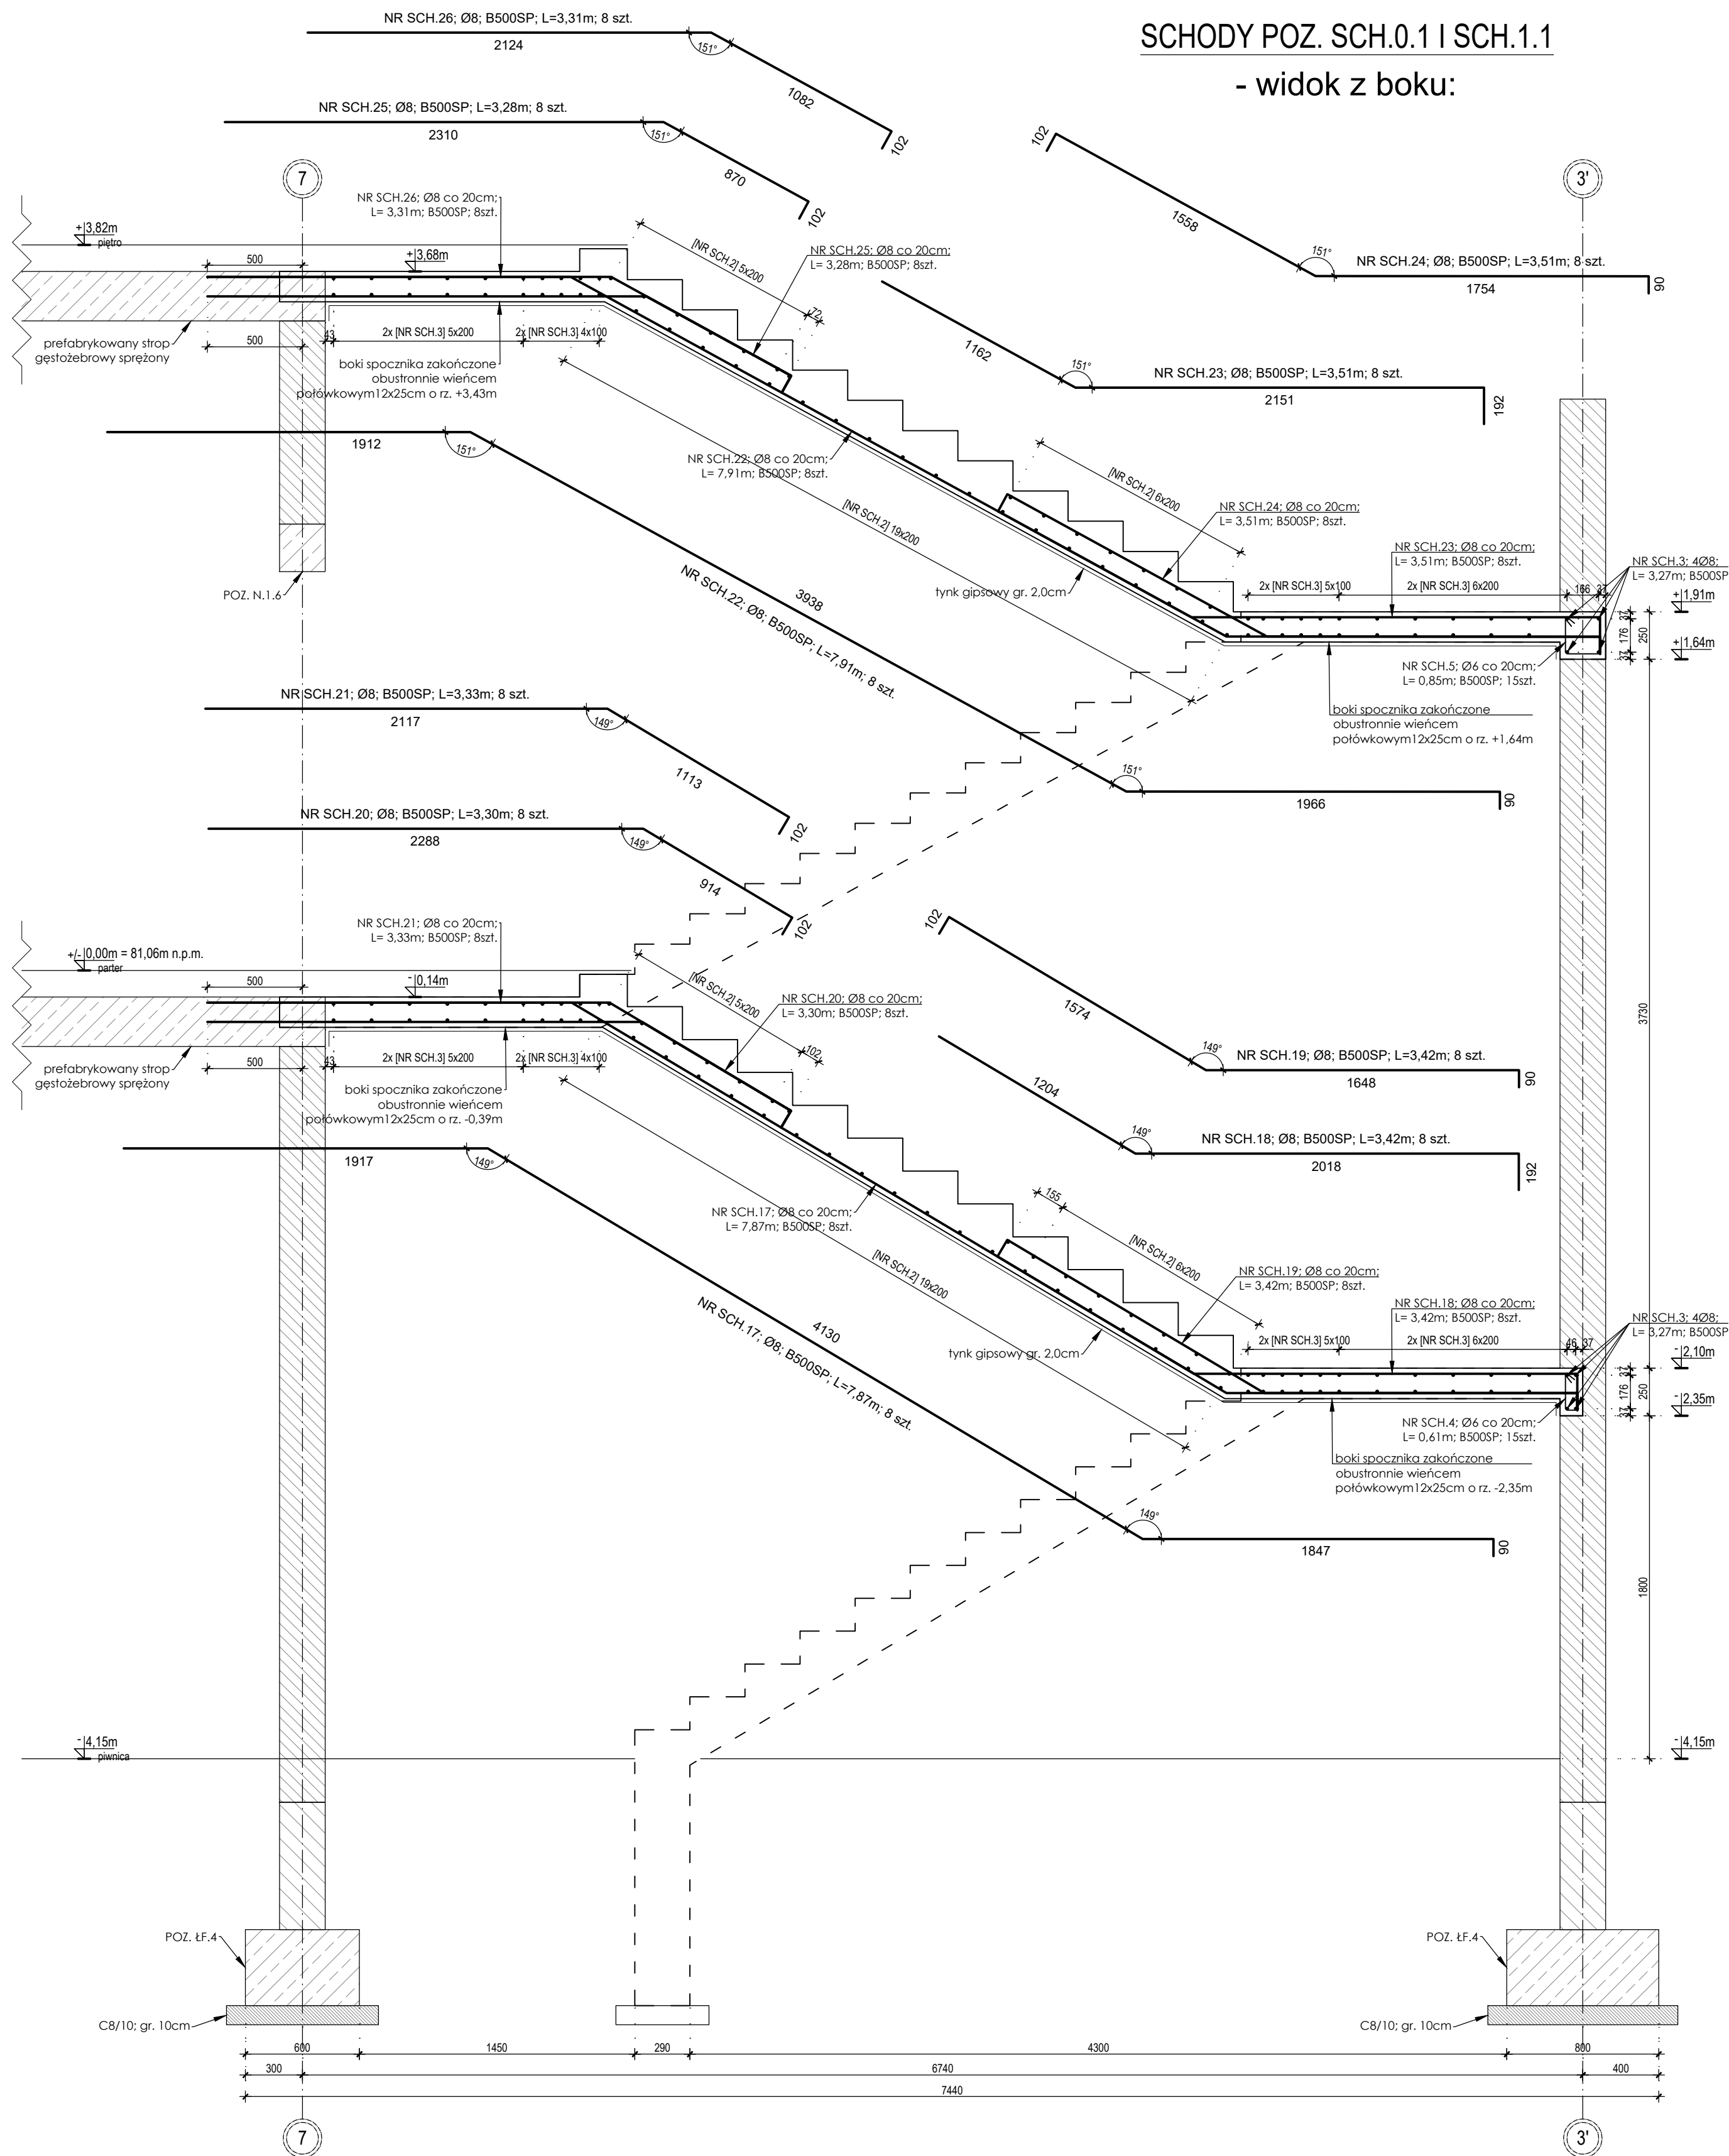 SCHODY POZ. SCH.0.1 I SCH.1.1
- widok z boku:
NR SCH.26; Ø8; B500SP; L=3,31m; 8 szt.
2124
151°
1082
102
NR SCH.25; Ø8; B500SP; L=3,28m; 8 szt.
2310
151°
870
102
102
1558
151°
NR SCH.24; Ø8; B500SP; L=3,51m; 8 szt.
1754
90
7
3'
NR SCH.26; Ø8 co 20cm;
L= 3,31m; B500SP; 8szt.
+3,82m
piętro
500
+3,68m
[NR SCH.2] 5x200
72
NR SCH.25; Ø8 co 20cm;
L= 3,28m; B500SP; 8szt.
prefabrykowany strop
gęstożebrowy sprężony
500
43
2x [NR SCH.3] 5x200
2x [NR SCH.3] 4x100
boki spocznika zakończone
obustronnie wieńcem
połówkowym12x25cm o rz. +3,43m
1162
151°
NR SCH.23; Ø8; B500SP; L=3,51m; 8 szt.
2151
192
1912
151°
NR SCH.22; Ø8 co 20cm;
L= 7,91m; B500SP; 8szt.
[NR SCH.2] 6x200
[NR SCH.2] 19x200
NR SCH.24; Ø8 co 20cm;
L= 3,51m; B500SP; 8szt.
NR SCH.23; Ø8 co 20cm;
L= 3,51m; B500SP; 8szt.
NR SCH.3; 4Ø8;
L= 3,27m; B500SP
POZ. N.1.6
3938
NR SCH.22; Ø8; B500SP; L=7,91m; 8 szt.
tynk gipsowy gr. 2,0cm
2x [NR SCH.3] 5x100
2x [NR SCH.3] 6x200
166
37
+1,91m
37
176
37
250
+1,64m
NR SCH.5; Ø6 co 20cm;
L= 0,85m; B500SP; 15szt.
boki spocznika zakończone
obustronnie wieńcem
połówkowym12x25cm o rz. +1,64m
NR SCH.21; Ø8; B500SP; L=3,33m; 8 szt.
2117
149°
1113
102
151°
1966
90
NR SCH.20; Ø8; B500SP; L=3,30m; 8 szt.
2288
149°
914
102
NR SCH.21; Ø8 co 20cm;
L= 3,33m; B500SP; 8szt.
+/-0,00m = 81,06m n.p.m.
parter
500
-0,14m
[NR SCH.2] 5x200
102
NR SCH.20; Ø8 co 20cm;
L= 3,30m; B500SP; 8szt.
102
1574
149°
NR SCH.19; Ø8; B500SP; L=3,42m; 8 szt.
1648
90
3730
prefabrykowany strop
gęstożebrowy sprężony
500
43
2x [NR SCH.3] 5x200
2x [NR SCH.3] 4x100
boki spocznika zakończone
obustronnie wieńcem
połówkowym12x25cm o rz. -0,39m
1204
149°
NR SCH.18; Ø8; B500SP; L=3,42m; 8 szt.
2018
192
1917
149°
NR SCH.17; Ø8 co 20cm;
L= 7,87m; B500SP; 8szt.
155
[NR SCH.2] 6x200
[NR SCH.2] 19x200
NR SCH.19; Ø8 co 20cm;
L= 3,42m; B500SP; 8szt.
NR SCH.18; Ø8 co 20cm;
L= 3,42m; B500SP; 8szt.
NR SCH.3; 4Ø8;
L= 3,27m; B500SP
4130
NR SCH.17; Ø8; B500SP; L=7,87m; 8 szt.
tynk gipsowy gr. 2,0cm
2x [NR SCH.3] 5x100
2x [NR SCH.3] 6x200
46
37
-2,10m
37
176
37
250
-2,35m
NR SCH.4; Ø6 co 20cm;
L= 0,61m; B500SP; 15szt.
boki spocznika zakończone
obustronnie wieńcem
połówkowym12x25cm o rz. -2,35m
149°
1847
90
1800
-4,15m
piwnica
-4,15m
POZ. ŁF.4
POZ. ŁF.4
C8/10; gr. 10cm
C8/10; gr. 10cm
600
1450
290
4300
800
300
6740
400
7440
7
3'